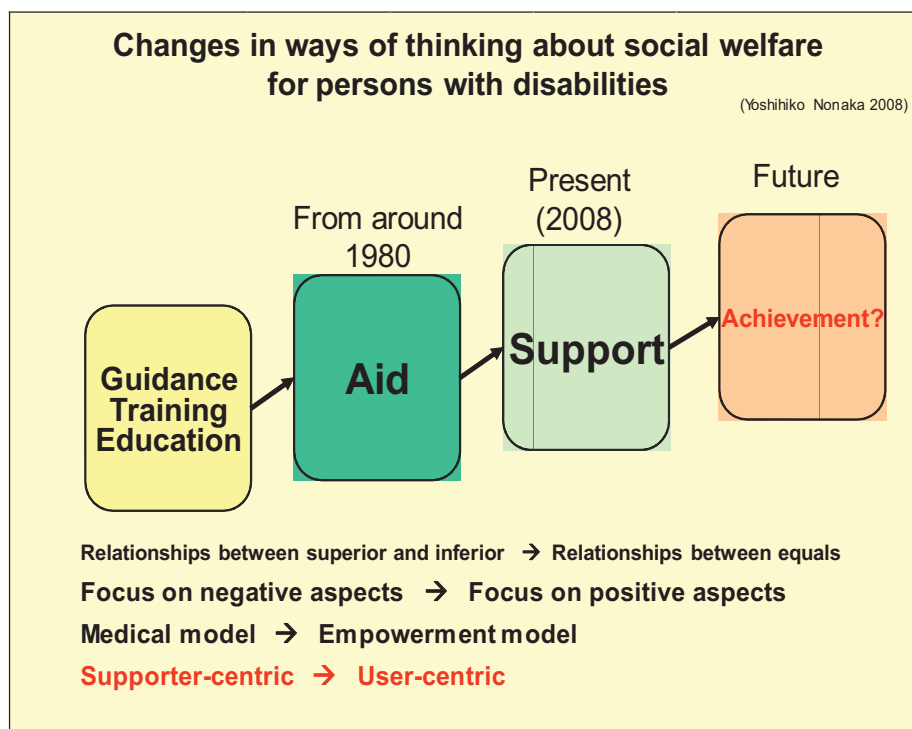 Changes in ways of thinking about social welfare
for persons with disabilities
(Yoshihiko Nonaka 2008)
From around
1980
Present
(2008)
Future
Guidance
Training
Education
Aid
Support
Achievement?
Relationships between superior and inferior → Relationships between equals
Focus on negative aspects → Focus on positive aspects
Medical model → Empowerment model
Supporter-centric → User-centric